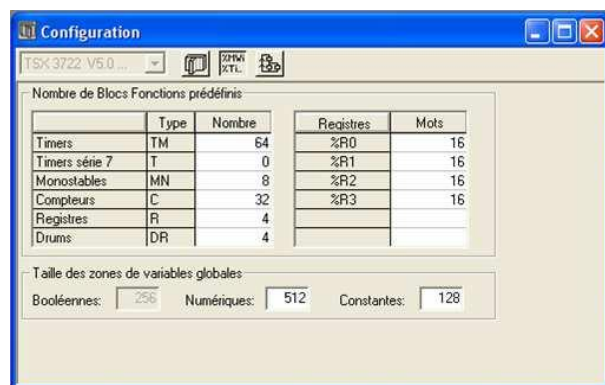 Configuration
TSX 3722 V5.0 ...
%MWi
%Ti..
Nombre de Blocs Fonctions prédéfinis
Type Nombre Registres Mots
Timers TM 64 %R0 16
Timers série 7 T 0 %R1 16
Monostables MN 8 %R2 16
Compteurs C 32 %R3 16
Registres R 4
Drums DR 4
Taille des zones de variables globales
Booléennes: 256 Numériques: 512 Constantes: 128